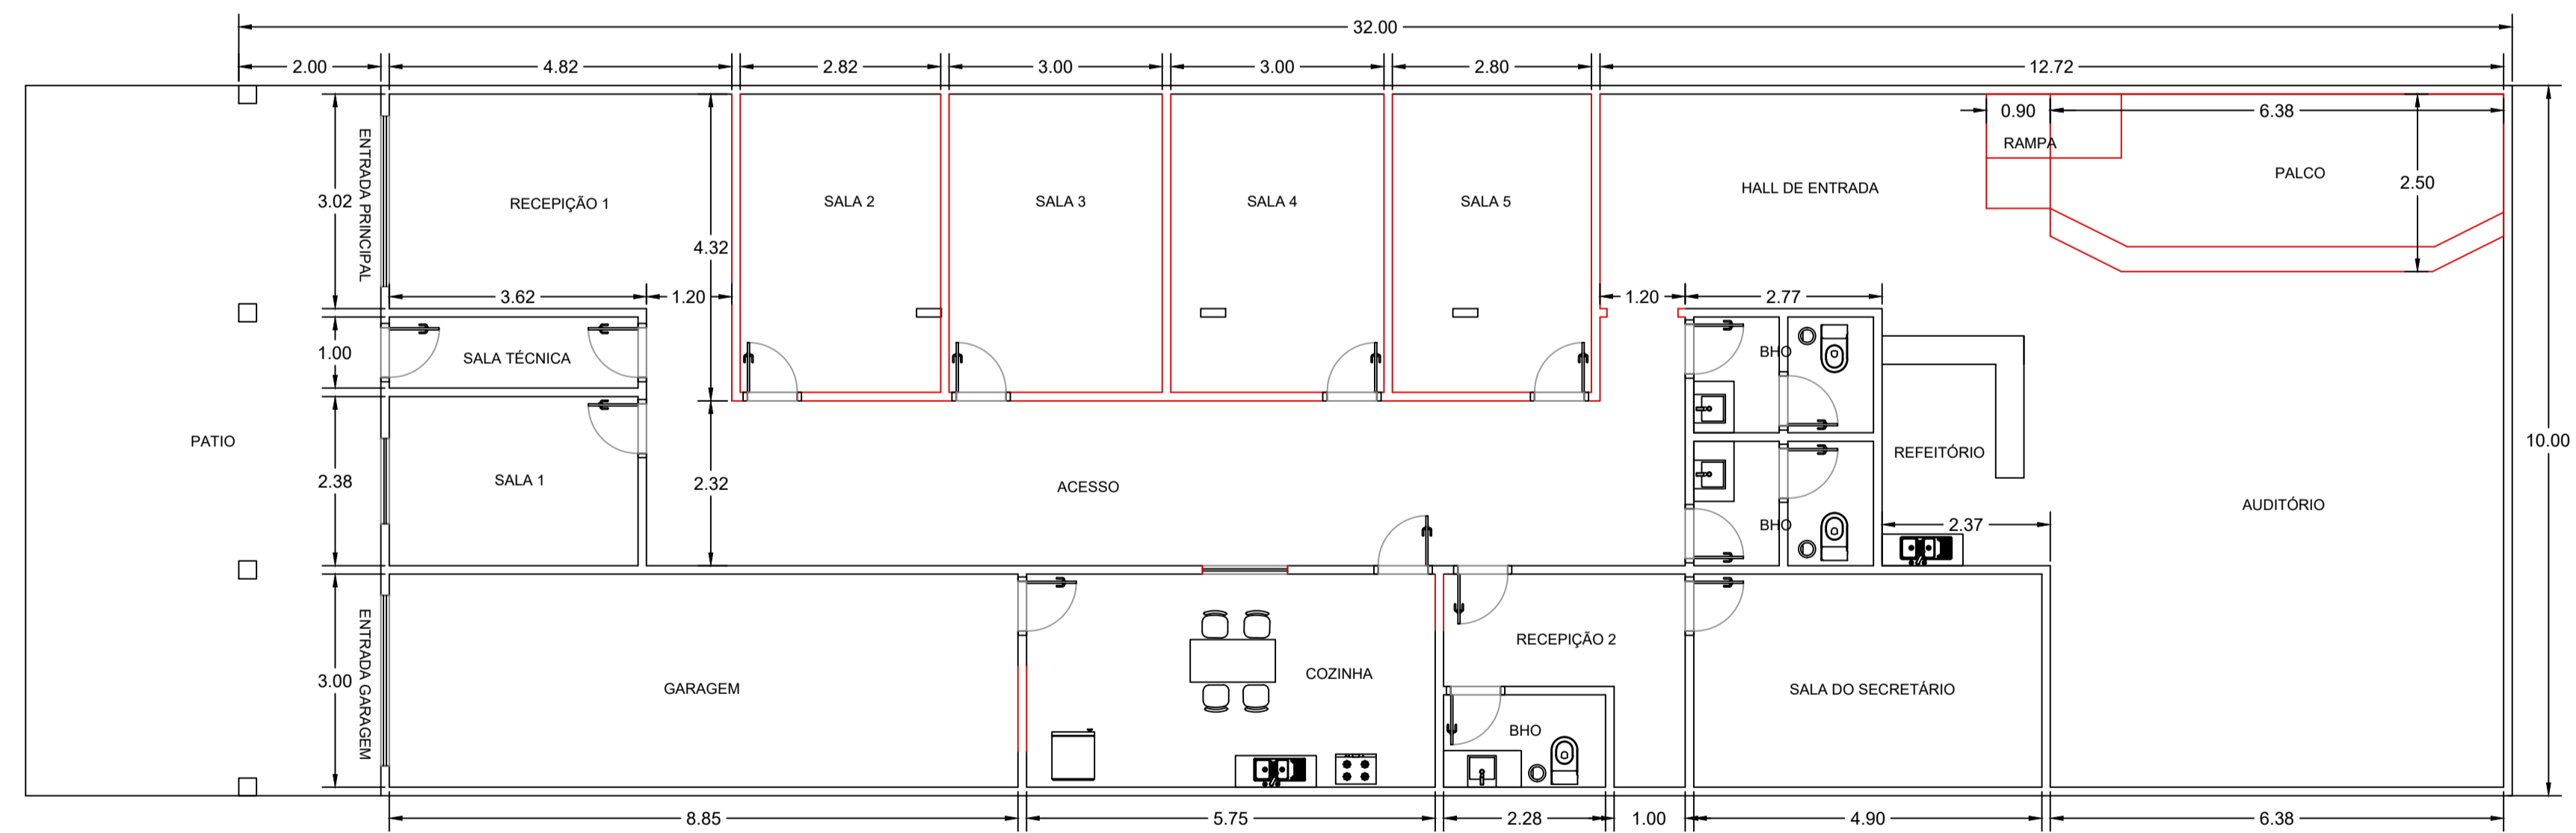 32.00
2.00
4.82
2.82
3.00
3.00
2.80
12.72
0.90
6.38
RAMPA
PALCO
2.50
ENTRADA PRINCIPAL
3.02
RECEPIÇÃO 1
SALA 2
SALA 3
SALA 4
SALA 5
HALL DE ENTRADA
4.32
3.62
1.20
1.20
2.77
1.00
SALA TÉCNICA
BHO
PATIO
2.38
SALA 1
2.32
ACESSO
REFEITÓRIO
AUDITÓRIO
10.00
BHO
2.37
3.00
ENTRADA GARAGEM
GARAGEM
COZINHA
RECEPIÇÃO 2
SALA DO SECRETÁRIO
BHO
8.85
5.75
2.28
1.00
4.90
6.38